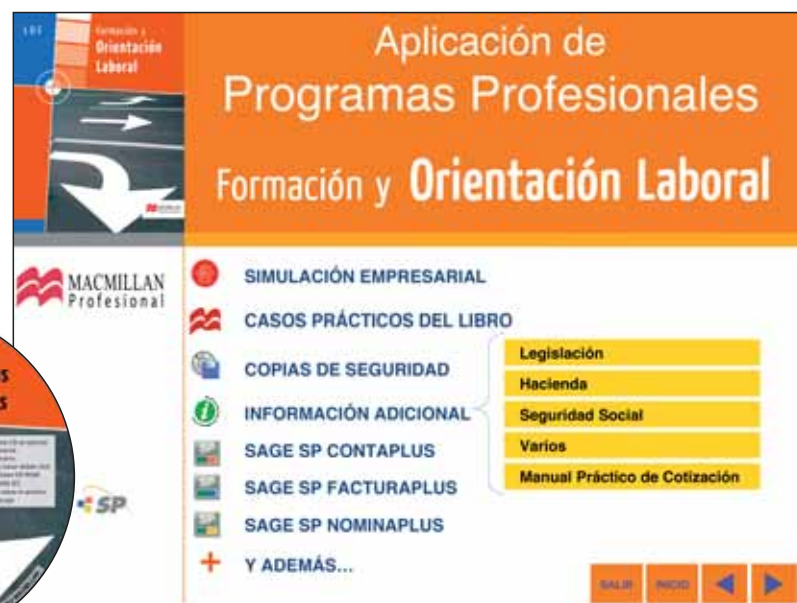 LOE
Formación y
Orientación
Laboral
Aplicación de
Programas Profesionales
Formación y Orientación Laboral
MACMILLAN
Profesional
SIMULACIÓN EMPRESARIAL
CASOS PRÁCTICOS DEL LIBRO
COPIAS DE SEGURIDAD
INFORMACIÓN ADICIONAL
SAGE SP CONTAPLUS
SAGE SP FACTURAPLUS
SAGE SP NOMINAPLUS
Y ADEMÁS...
Legislación
Hacienda
Seguridad Social
Varios
Manual Práctico de Cotización
SP
SALIR
INICIO